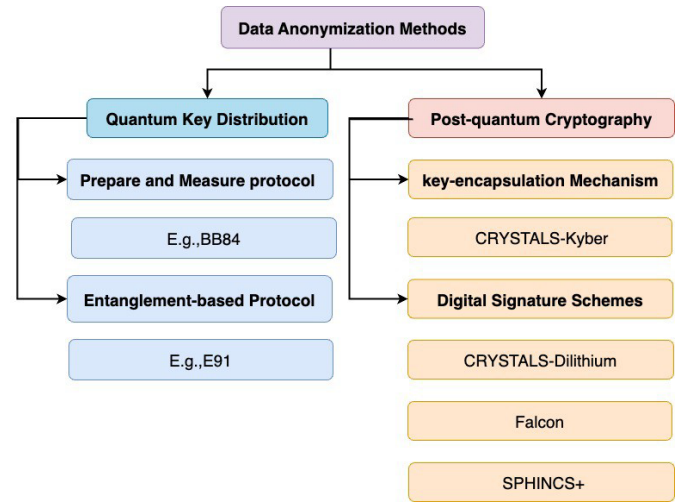 Data Anonymization Methods
Quantum Key Distribution
Prepare and Measure protocol
E.g.,BB84
Entanglement-based Protocol
E.g.,E91
Post-quantum Cryptography
key-encapsulation Mechanism
CRYSTALS-Kyber
Digital Signature Schemes
CRYSTALS-Dilithium
Falcon
SPHINCS+